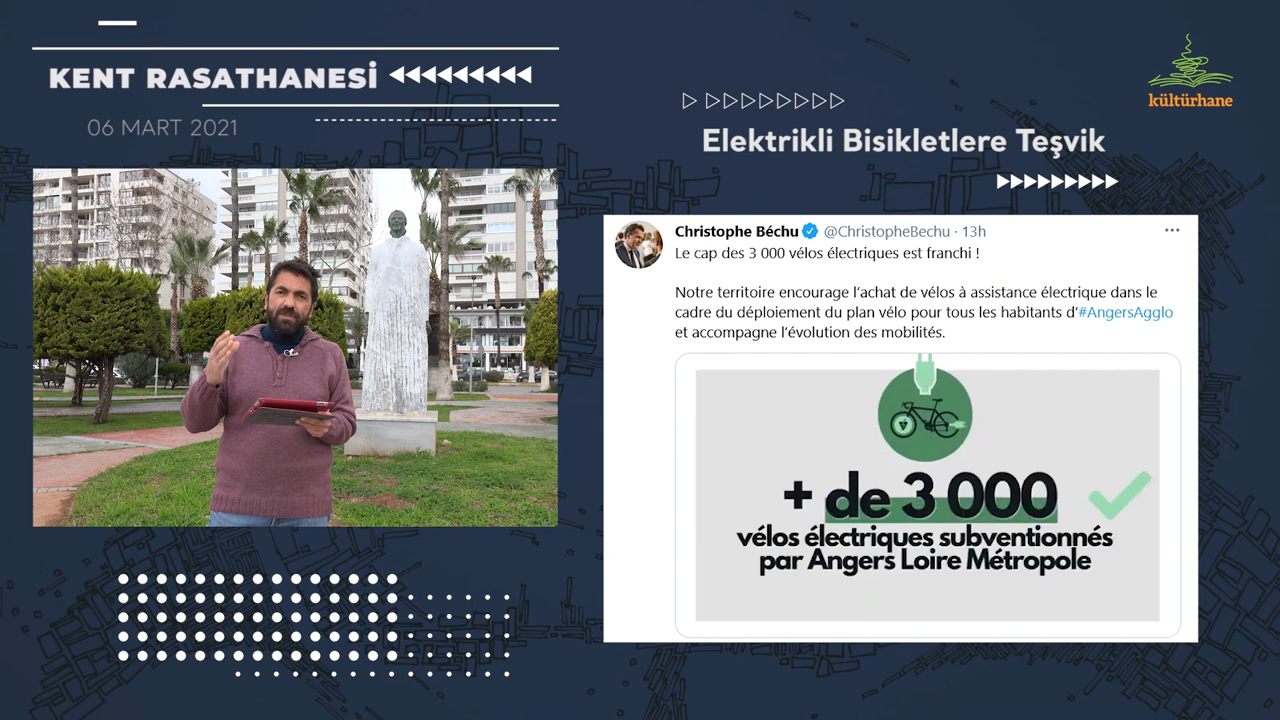 KENT RASATHANESİ
06 MART 2021
kültürhane
Elektrikli Bisikletlere Teşvik
Christophe Béchu @ChristopheBechu · 13h
Le cap des 3 000 vélos électriques est franchi !
Notre territoire encourage l'achat de vélos à assistance électrique dans le
cadre du déploiement du plan vélo pour tous les habitants d'#AngersAgglo
et accompagne l'évolution des mobilités.
+ de 3 000
vélos électriques subventionnés
par Angers Loire Métropole